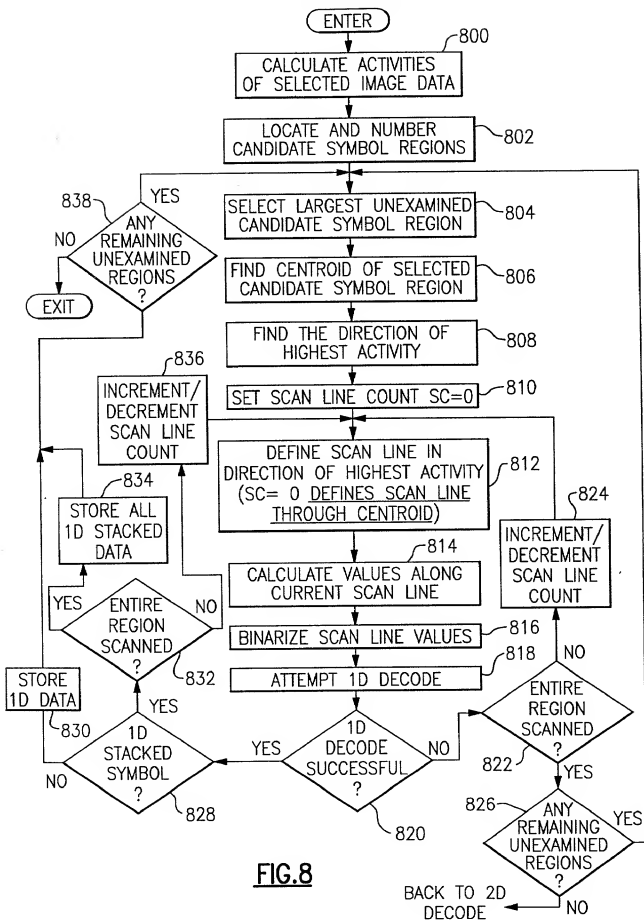 ENTER
800
CALCULATE ACTIVITIES
OF SELECTED IMAGE DATA
LOCATE AND NUMBER
CANDIDATE SYMBOL REGIONS
802
YES
838
ANY
REMAINING
UNEXAMINED
REGIONS
?
NO
EXIT
SELECT LARGEST UNEXAMINED
CANDIDATE SYMBOL REGION
804
FIND CENTROID OF SELECTED
CANDIDATE SYMBOL REGION
806
FIND THE DIRECTION OF
HIGHEST ACTIVITY
808
836
INCREMENT/
DECREMENT
SCAN LINE
COUNT
SET SCAN LINE COUNT SC=0
810
DEFINE SCAN LINE IN
DIRECTION OF HIGHEST ACTIVITY
(SC= 0 DEFINES SCAN LINE
THROUGH CENTROID)
812
824
INCREMENT/
DECREMENT
SCAN LINE
COUNT
834
STORE ALL
1D STACKED
DATA
814
CALCULATE VALUES ALONG
CURRENT SCAN LINE
YES
ENTIRE
REGION
SCANNED
?
NO
832
BINARIZE SCAN LINE VALUES
816
ATTEMPT 1D DECODE
818
NO
ENTIRE
REGION
SCANNED
?
822
YES
STORE
1D DATA
830
YES
1D
STACKED
SYMBOL
?
NO
828
YES
1D
DECODE
SUCCESSFUL
?
NO
820
826
ANY
REMAINING
UNEXAMINED
REGIONS
?
YES
NO
BACK TO 2D
DECODE
FIG.8